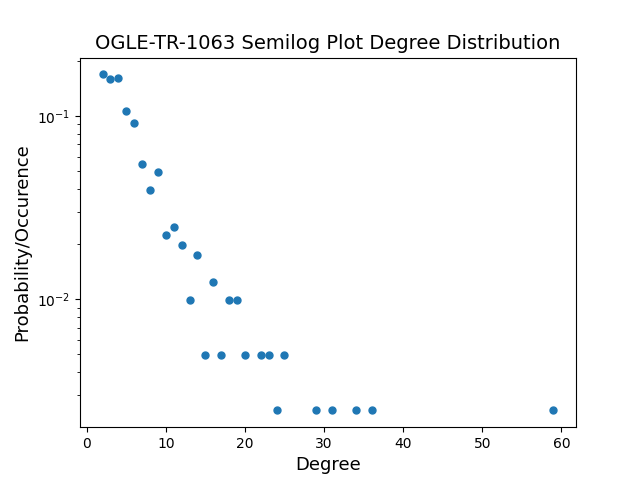 OGLE-TR-1063 Semilog Plot Degree Distribution
Probability/Occurence
10⁻¹
10⁻²
0 10 20 30 40 50 60
Degree